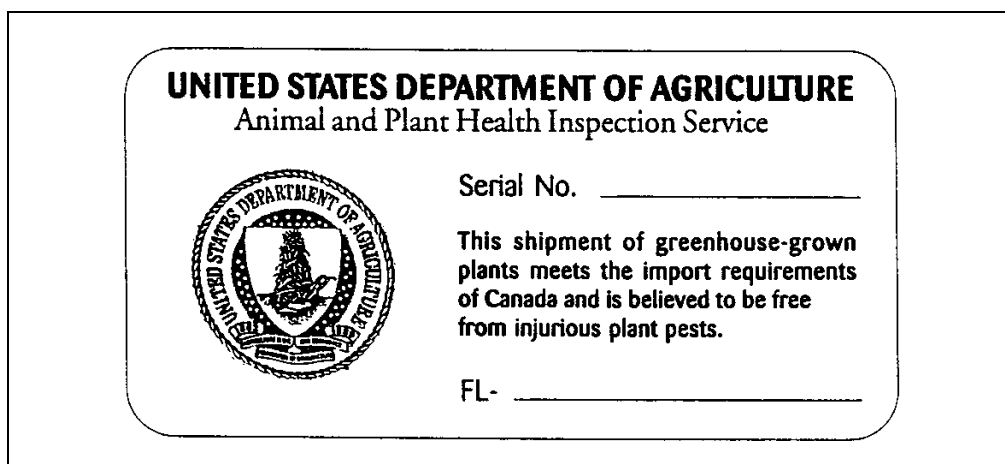 UNITED STATES DEPARTMENT OF AGRICULTURE
Animal and Plant Health Inspection Service
UNITED STATES DEPARTMENT OF AGRICULTURE
Serial No.
This shipment of greenhouse-grown
plants meets the import requirements
of Canada and is believed to be free
from injurious plant pests.
FL-